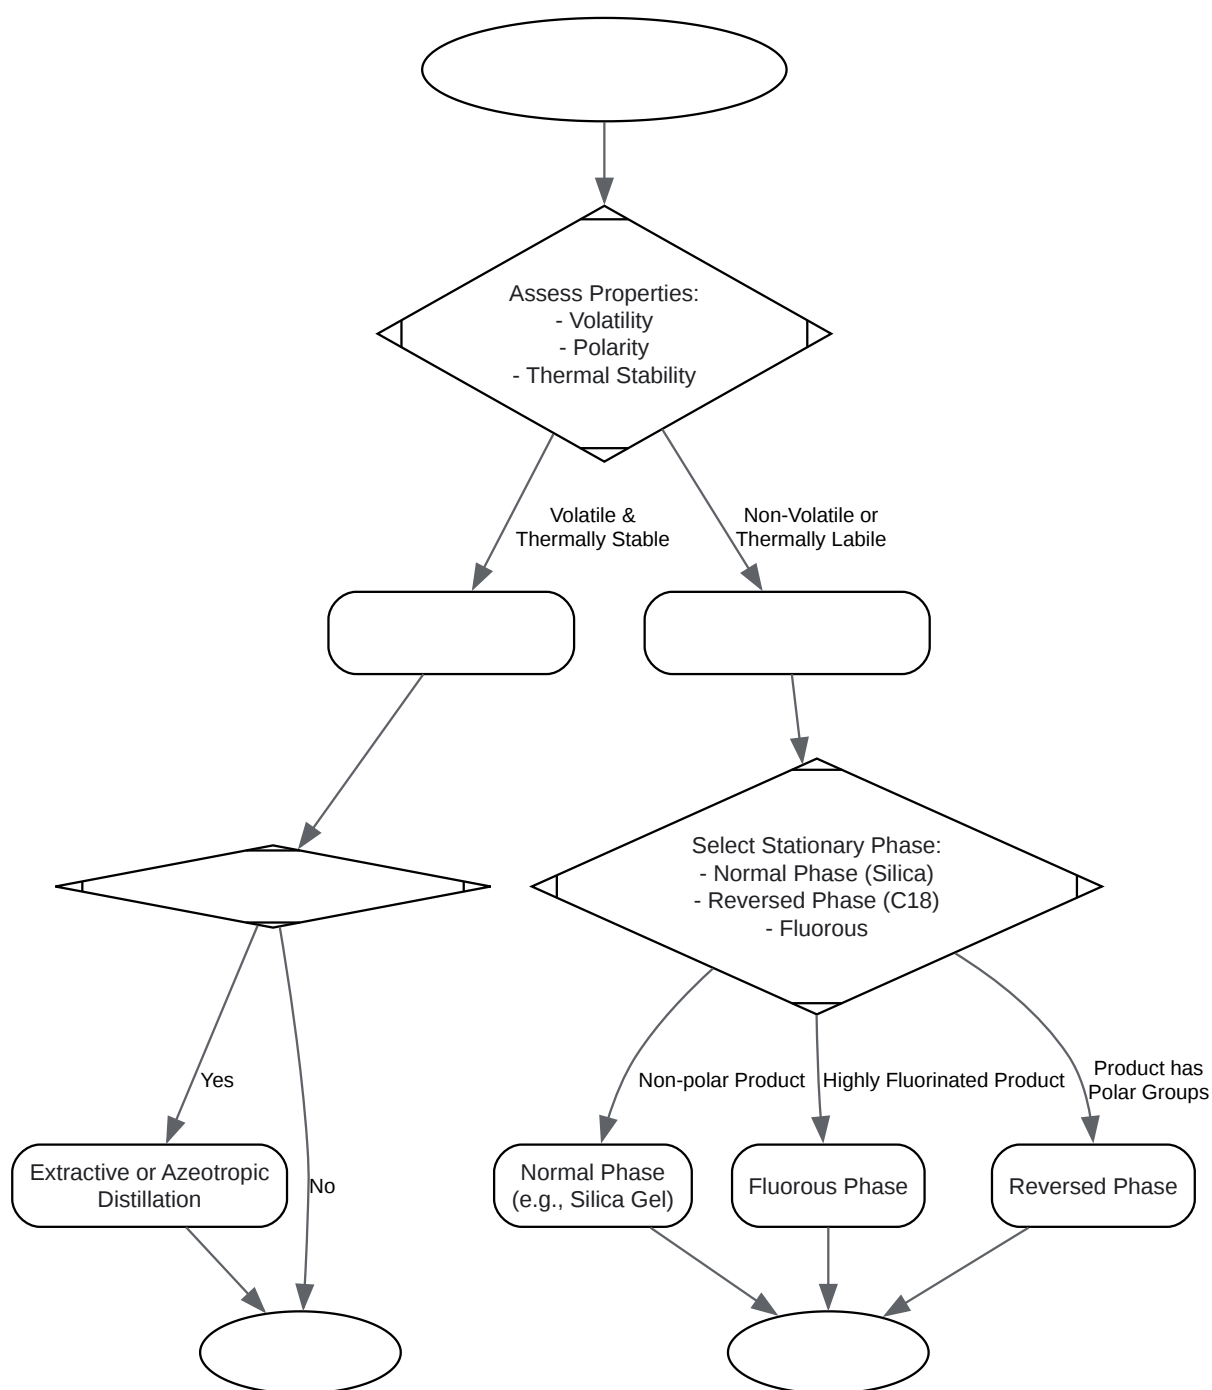 Assess Properties:
- Volatility
- Polarity
- Thermal Stability
Volatile &
Thermally Stable
Non-Volatile or
Thermally Labile
Select Stationary Phase:
- Normal Phase (Silica)
- Reversed Phase (C18)
- Fluorous
Yes
Non-polar Product
Highly Fluorinated Product
Product has
Polar Groups
Extractive or Azeotropic
Distillation
No
Normal Phase
(e.g., Silica Gel)
Fluorous Phase
Reversed Phase